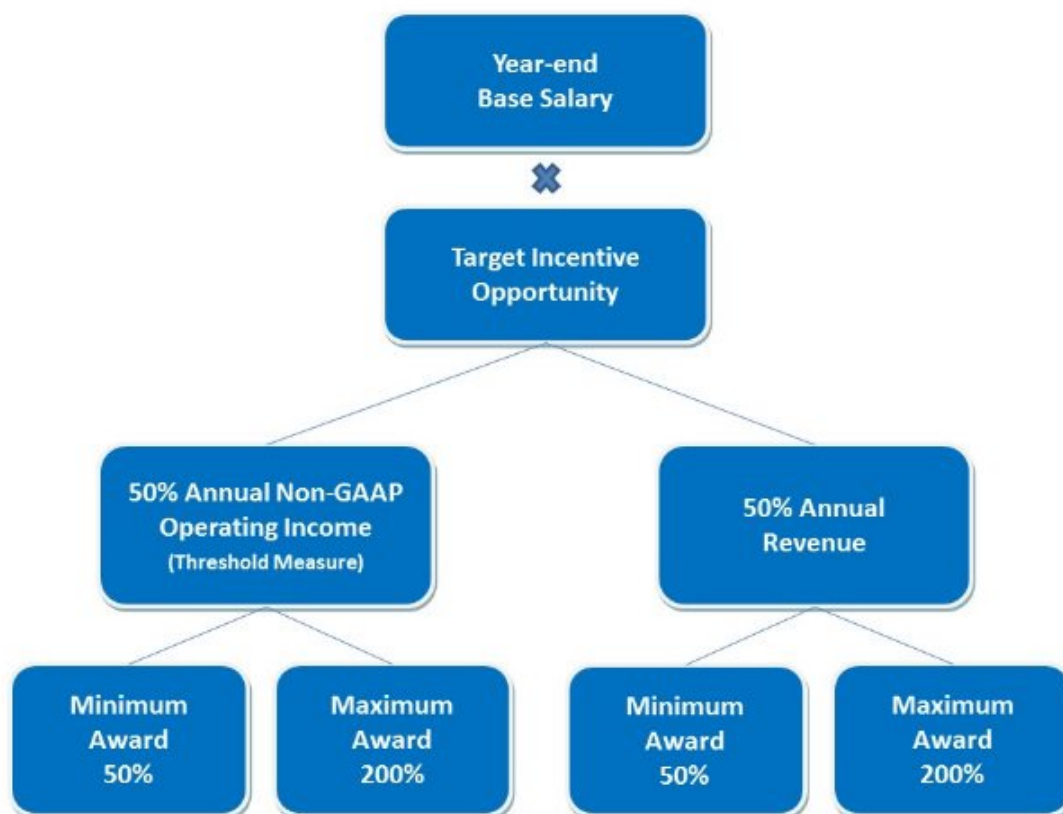 Year-end
Base Salary
Target Incentive
Opportunity
50% Annual Non-GAAP
Operating Income
(Threshold Measure)
50% Annual
Revenue
Minimum
Award
50%
Maximum
Award
200%
Minimum
Award
50%
Maximum
Award
200%